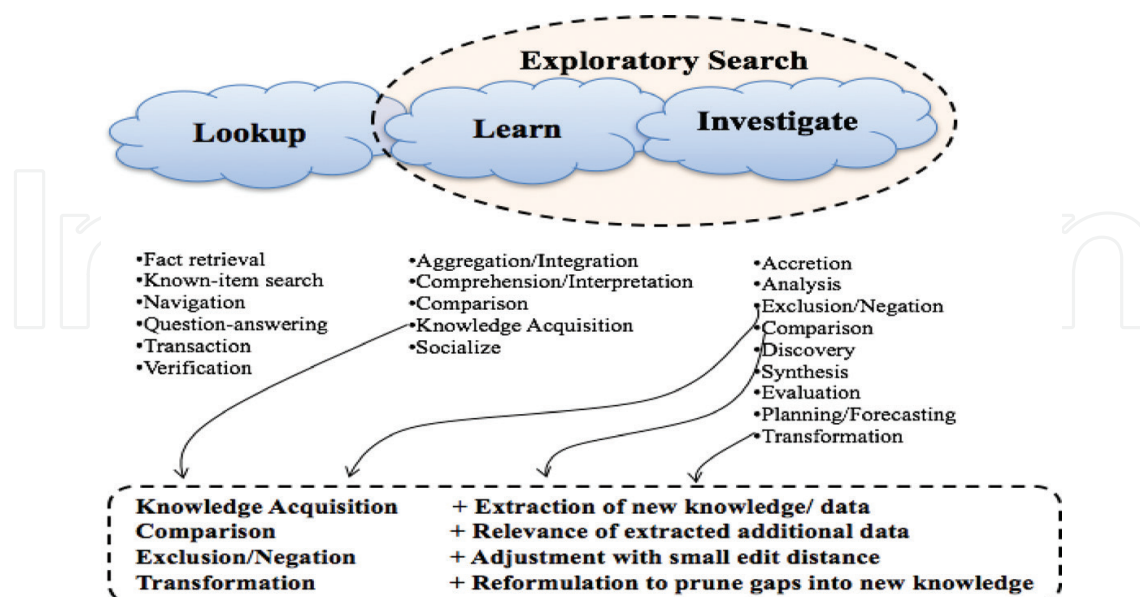 Exploratory Search
Lookup
Learn
Investigate
•Fact retrieval
•Known-item search
•Navigation
•Question-answering
•Transaction
•Verification
•Aggregation/Integration
•Comprehension/Interpretation
•Comparison
•Knowledge Acquisition
•Socialize
•Accretion
•Analysis
•Exclusion/Negation
•Comparison
•Discovery
•Synthesis
•Evaluation
•Planning/Forecasting
•Transformation
Knowledge Acquisition + Extraction of new knowledge/ data
Comparison + Relevance of extracted additional data
Exclusion/Negation + Adjustment with small edit distance
Transformation + Reformulation to prune gaps into new knowledge